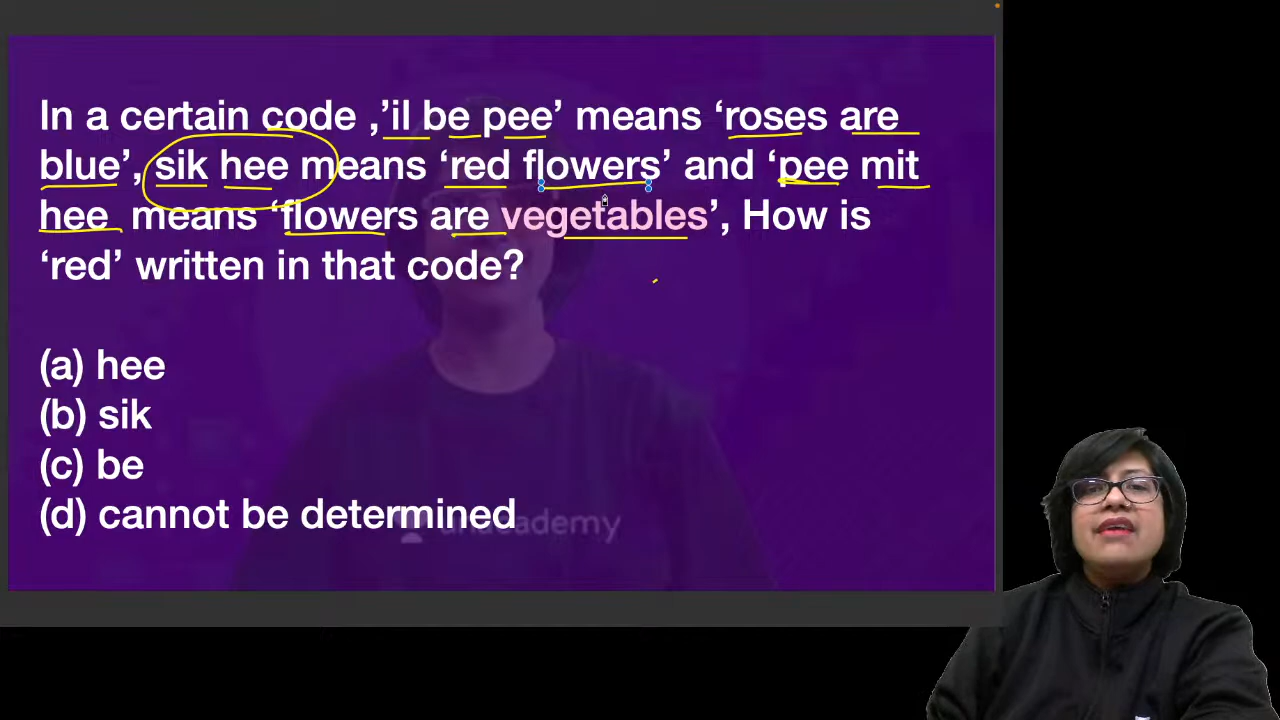 In a certain code ,’il be pee’ means ‘roses are
blue’, sik hee means ‘red flowers’ and ‘pee mit
hee means ‘flowers are vegetables’, How is
‘red’ written in that code?
(a) hee
(b) sik
(c) be
(d) cannot be determined
unacademy